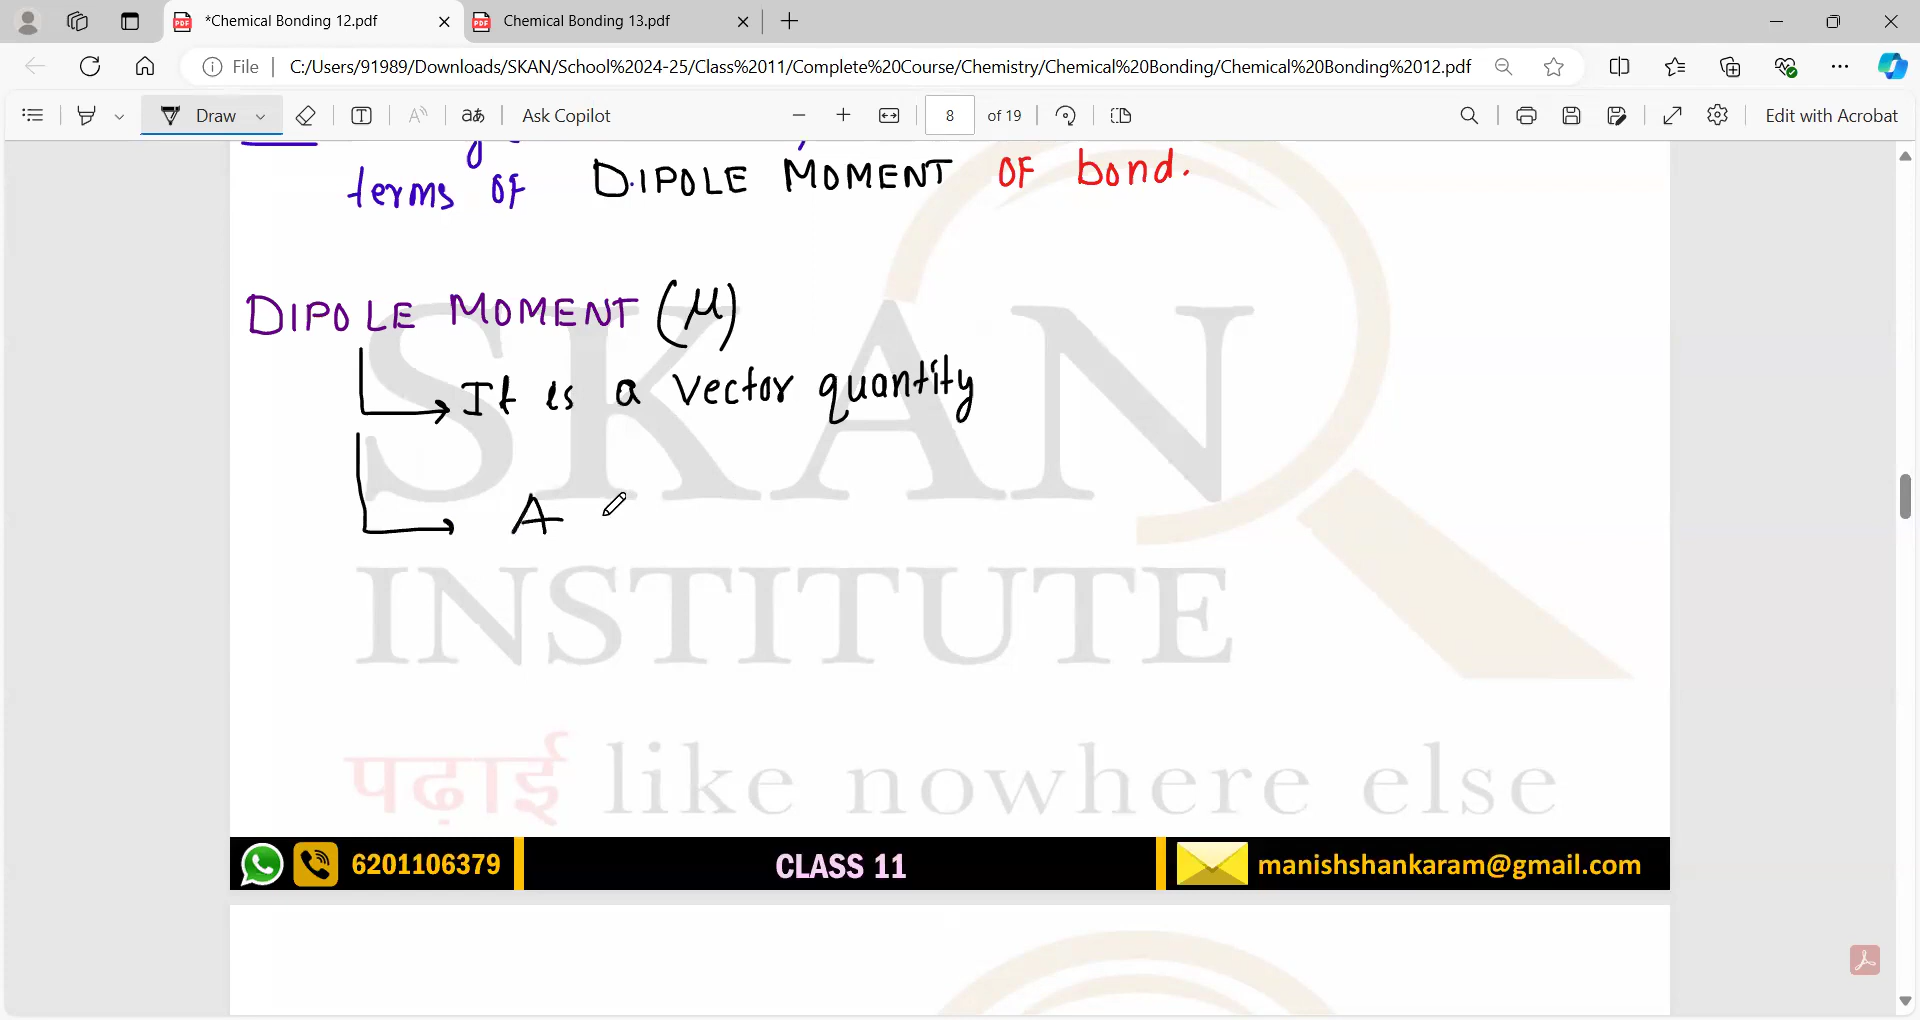 *Chemical Bonding 12.pdf
Chemical Bonding 13.pdf
File
C:/Users/91989/Downloads/SKAN/School%2024-25/Class%2011/Complete%20Course/Chemistry/Chemical%20Bonding/Chemical%20Bonding%2012.pdf
Draw
Ask Copilot
8 of 19
Edit with Acrobat
terms OF DIPOLE MOMENT OF bond.
DIPOLE MOMENT (μ)
It is a vector quantity
A
SKAN
INSTITUTE
पढ़ाई like nowhere else
6201106379
CLASS 11
manishshankaram@gmail.com